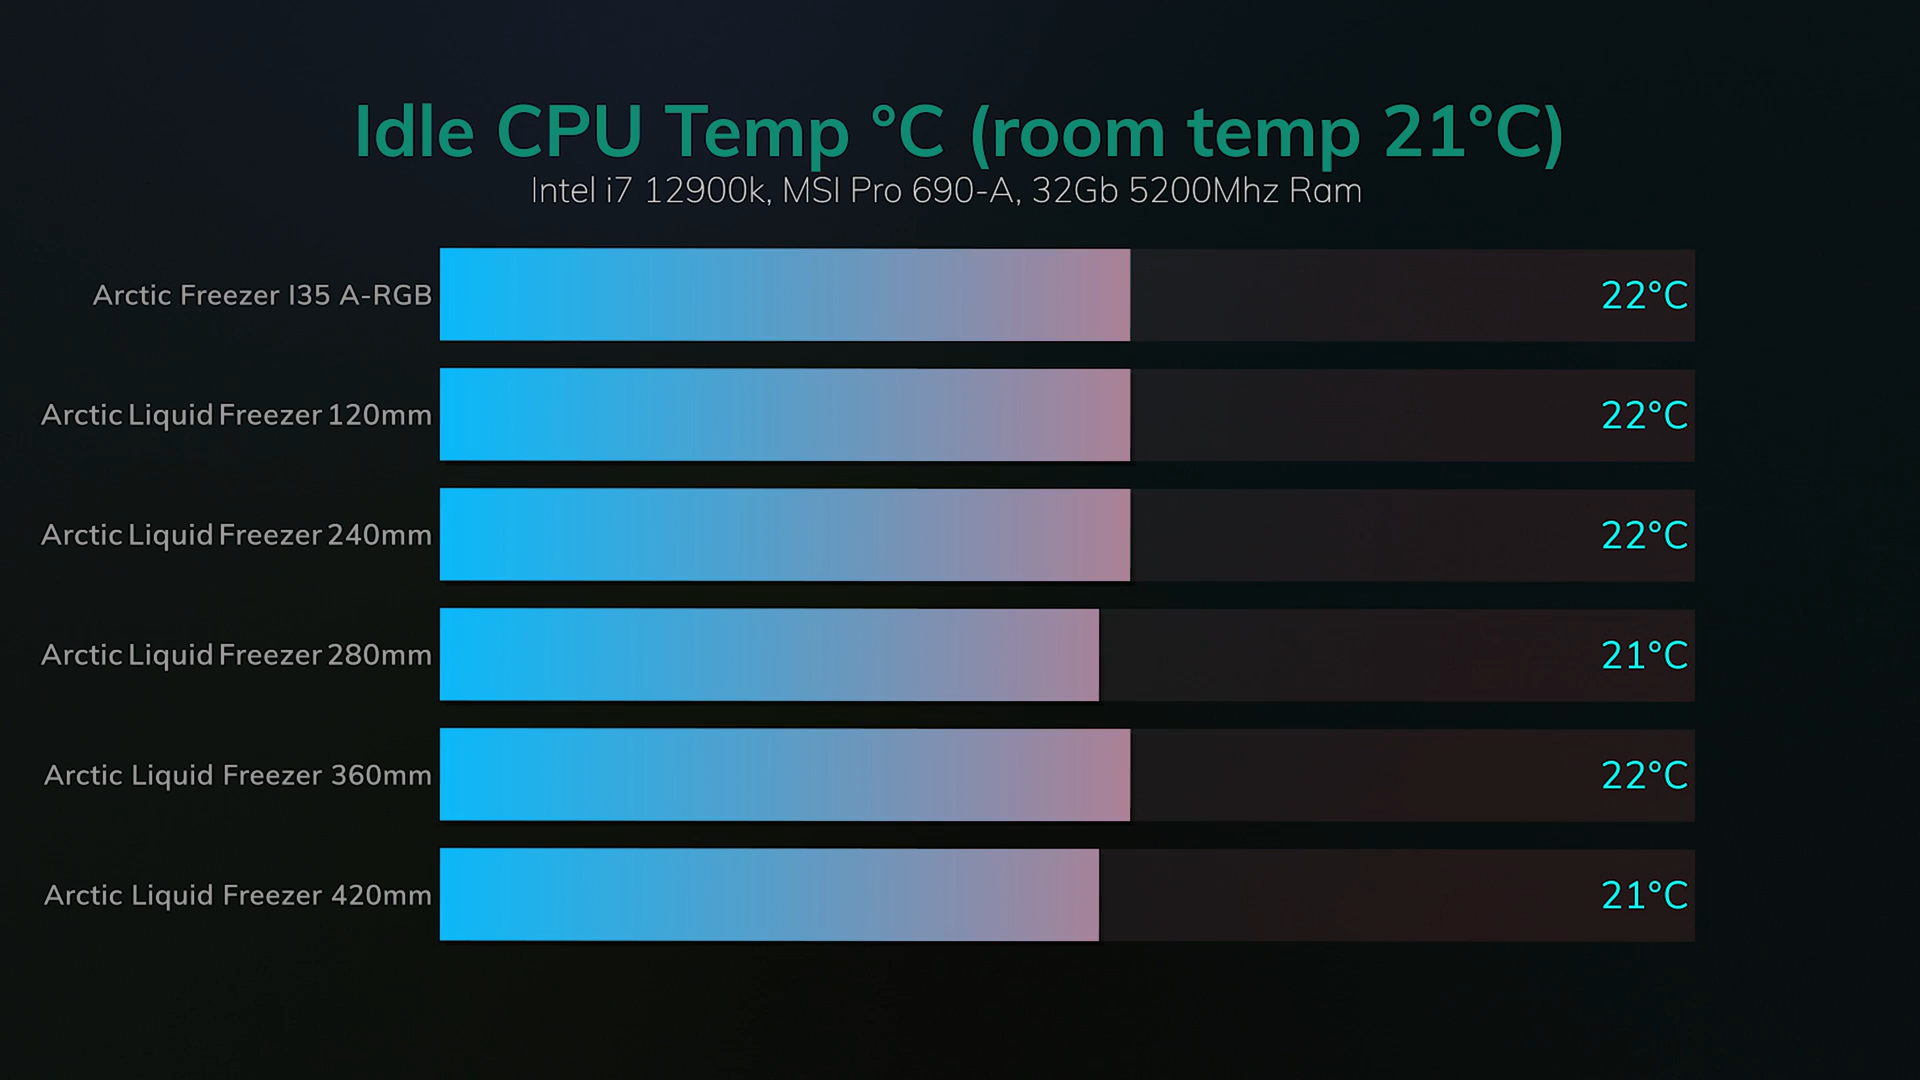 Idle CPU Temp °C (room temp 21°C)
Intel i7 12900k, MSI Pro 690-A, 32Gb 5200Mhz Ram
Arctic Freezer I35 A-RGB 22°C
Arctic Liquid Freezer 120mm 22°C
Arctic Liquid Freezer 240mm 22°C
Arctic Liquid Freezer 280mm 21°C
Arctic Liquid Freezer 360mm 22°C
Arctic Liquid Freezer 420mm 21°C